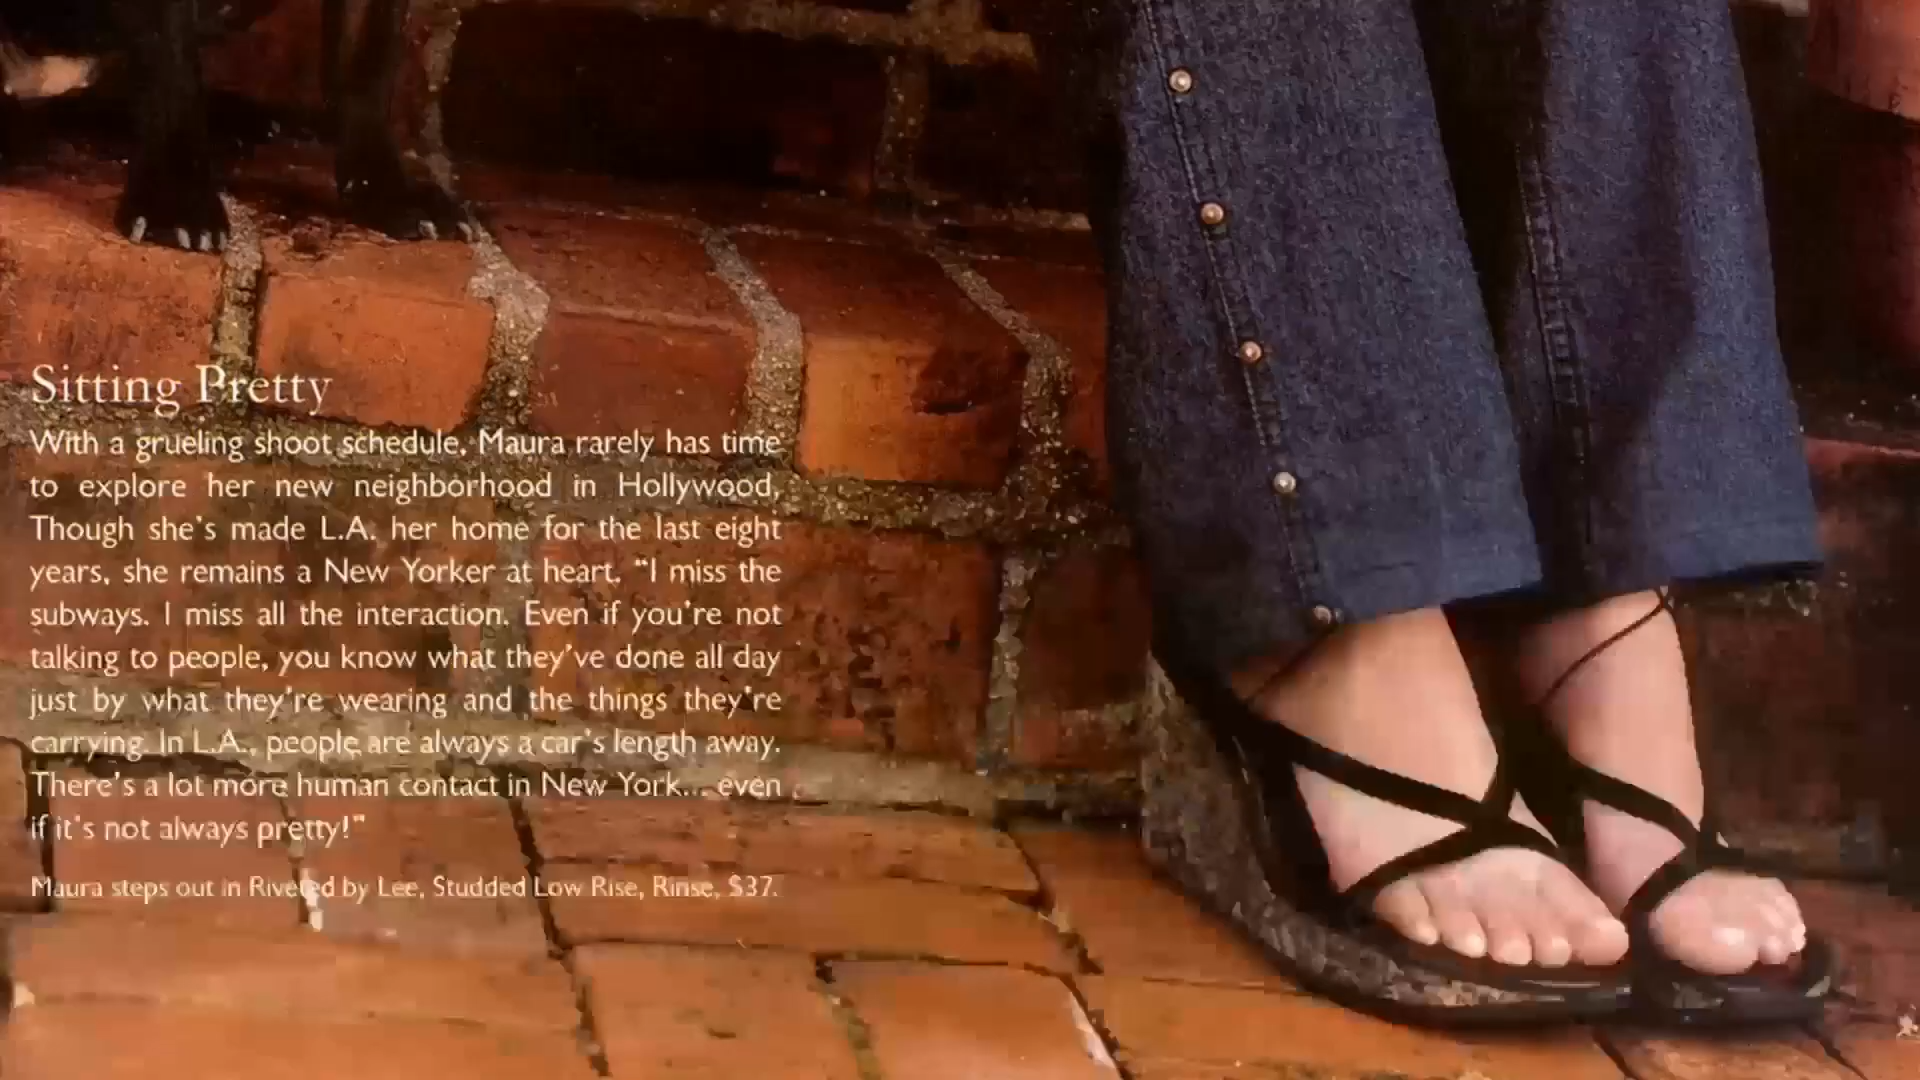 Sitting Pretty
With a grueling shoot schedule, Maura rarely has time
to explore her new neighborhood in Hollywood,
Though she's made L.A. her home for the last eight
years, she remains a New Yorker at heart. "I miss the
subways. I miss all the interaction. Even if you're not
talking to people, you know what they've done all day
just by what they're wearing and the things they're
carrying. In L.A., people are always a car's length away.
There's a lot more human contact in New York... even
if it's not always pretty!"
Maura steps out in Riveted by Lee, Studded Low Rise, Rinse, $37.